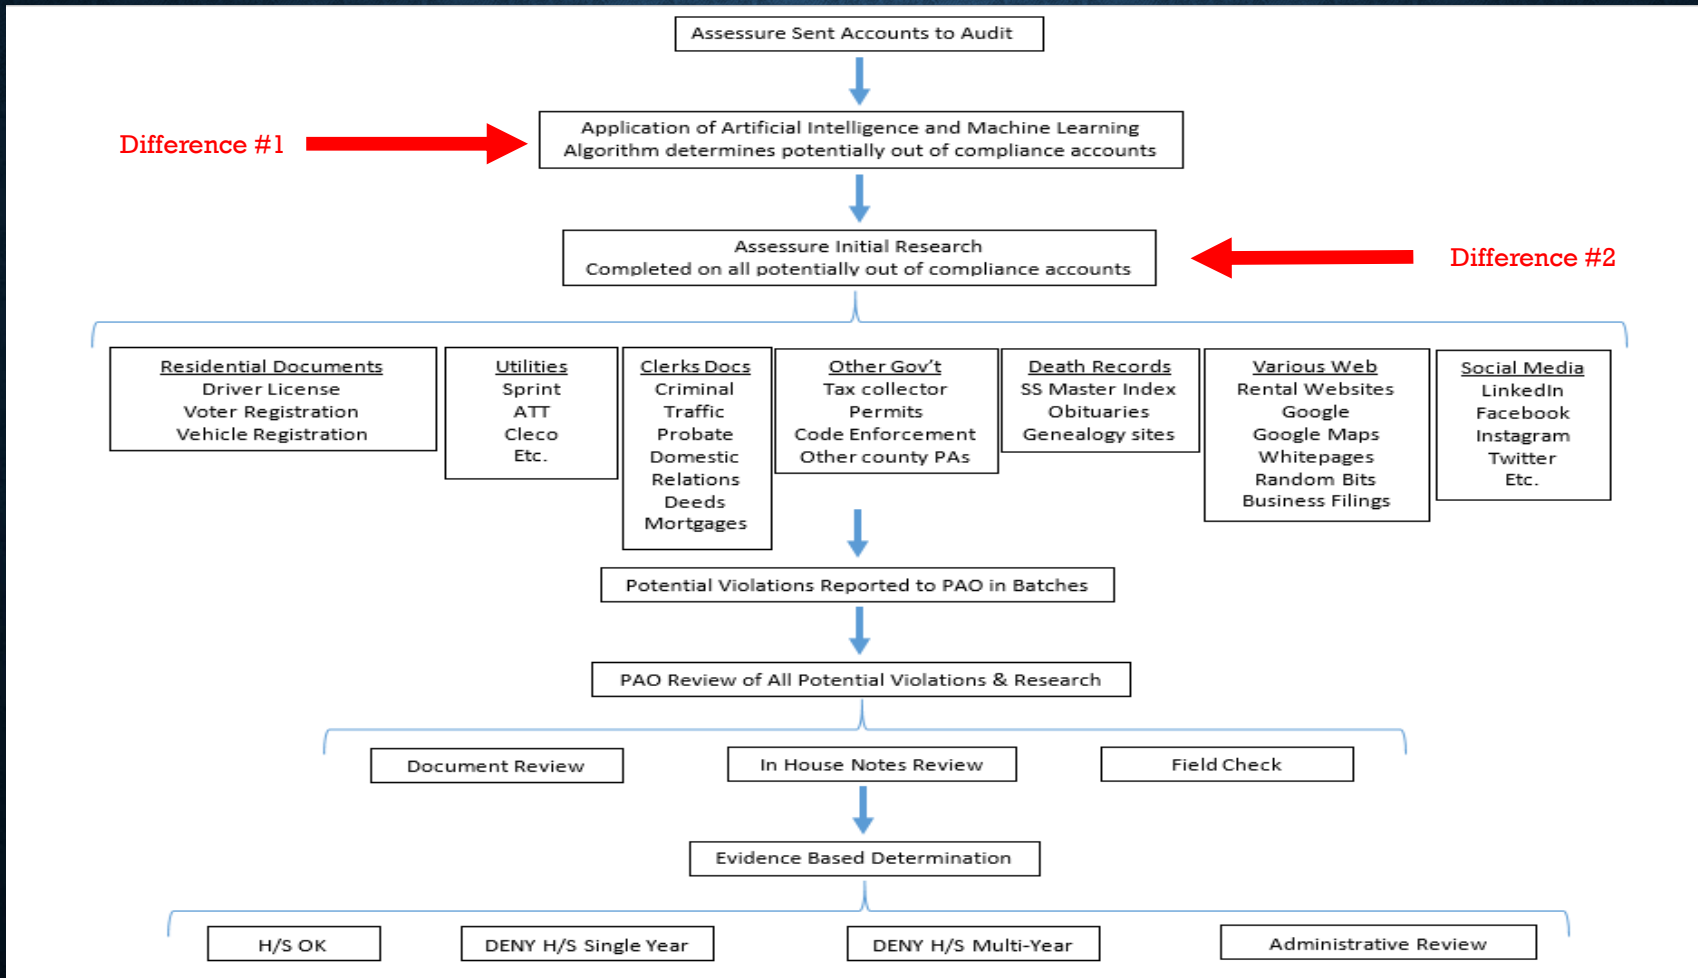 Assessure Sent Accounts to Audit
Difference #1
Application of Artificial Intelligence and Machine Learning
Algorithm determines potentially out of compliance accounts
Assessure Initial Research
Completed on all potentially out of compliance accounts
Difference #2
Residential Documents
Driver License
Voter Registration
Vehicle Registration
Utilities
Sprint
ATT
Cleco
Etc.
Clerks Docs
Criminal
Traffic
Probate
Domestic
Relations
Deeds
Mortgages
Other Gov't
Tax collector
Permits
Code Enforcement
Other county PAs
Death Records
SS Master Index
Obituaries
Genealogy sites
Various Web
Rental Websites
Google
Google Maps
Whitepages
Random Bits
Business Filings
Social Media
LinkedIn
Facebook
Instagram
Twitter
Etc.
Potential Violations Reported to PAO in Batches
PAO Review of All Potential Violations & Research
Document Review
In House Notes Review
Field Check
Evidence Based Determination
H/S OK
DENY H/S Single Year
DENY H/S Multi-Year
Administrative Review